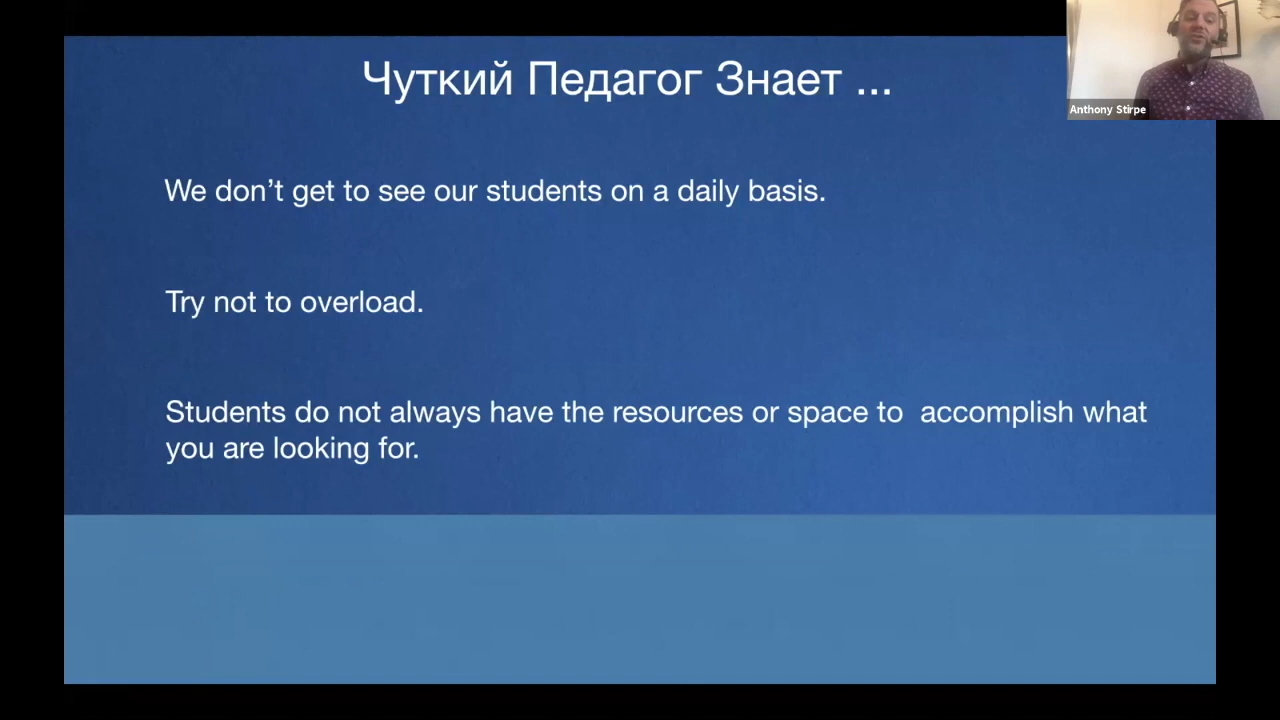 Чуткий Педагог Знает ...
Anthony Stirpe
We don’t get to see our students on a daily basis.
Try not to overload.
Students do not always have the resources or space to  accomplish what
you are looking for.